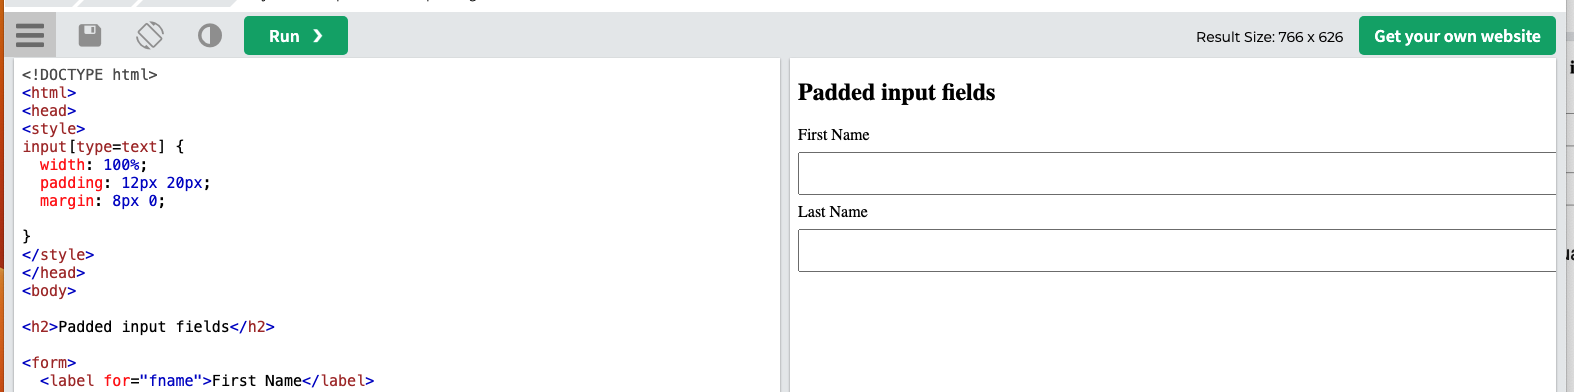 Run ❯
Result Size: 766 x 626
Get your own website
<!DOCTYPE html>
<html>
<head>
<style>
input[type=text] {
  width: 100%;
  padding: 12px 20px;
  margin: 8px 0;
}
</style>
</head>
<body>
<h2>Padded input fields</h2>
<form>
  <label for="fname">First Name</label>
Padded input fields
First Name
Last Name